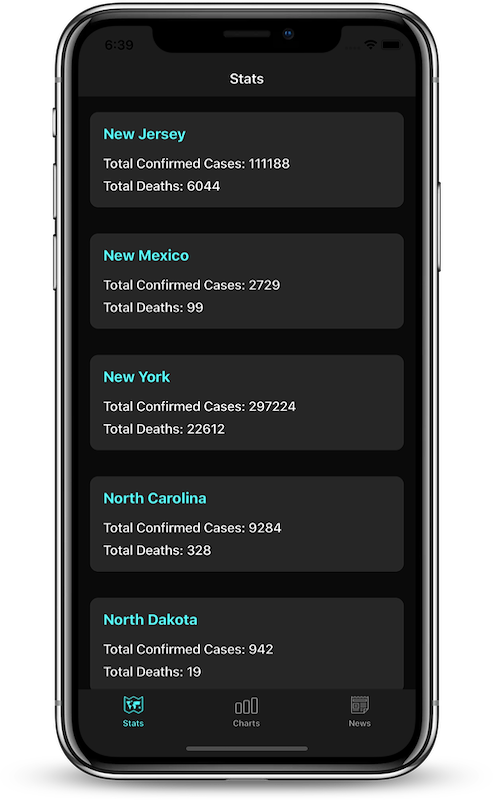 6:39
Stats
New Jersey
Total Confirmed Cases: 111188
Total Deaths: 6044
New Mexico
Total Confirmed Cases: 2729
Total Deaths: 99
New York
Total Confirmed Cases: 297224
Total Deaths: 22612
North Carolina
Total Confirmed Cases: 9284
Total Deaths: 328
North Dakota
Total Confirmed Cases: 942
Total Deaths: 19
Stats Charts News